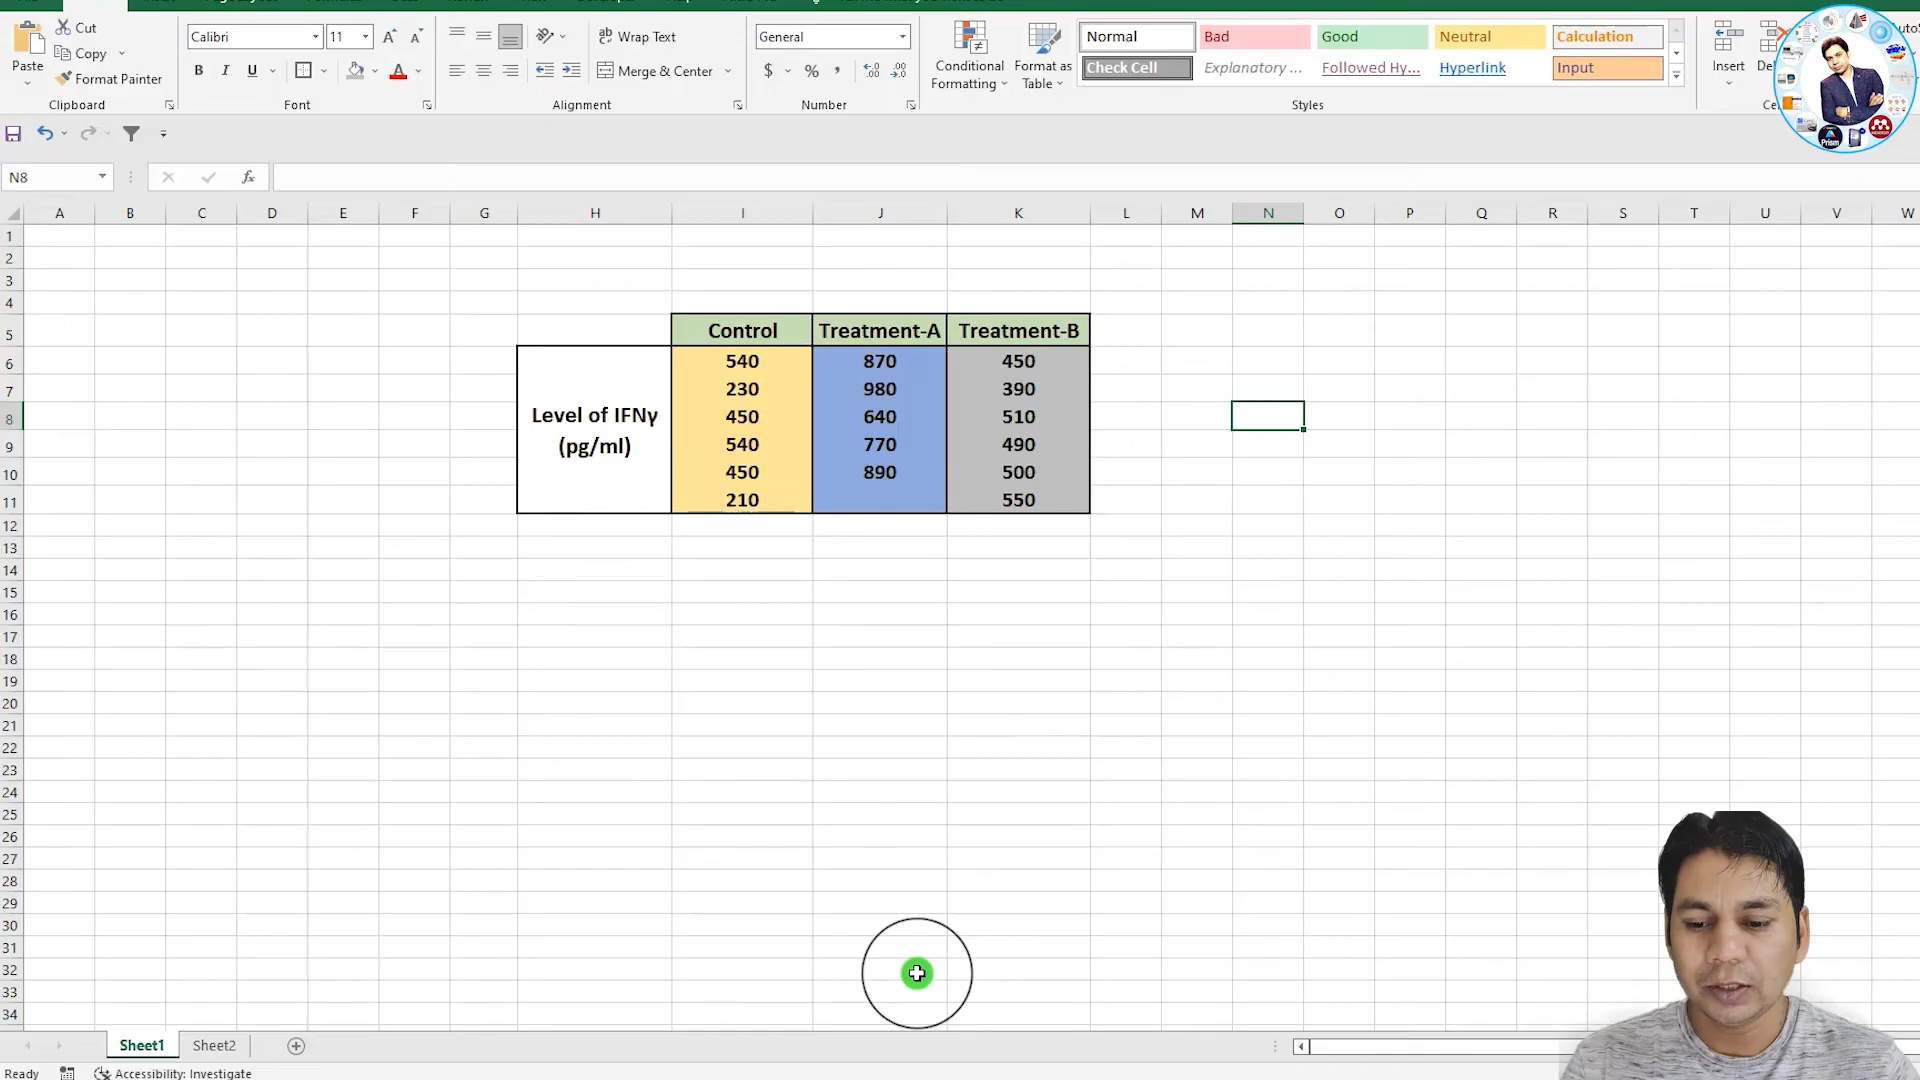 Cut
Copy
Format Painter
Paste
Clipboard
Calibri 11
B I U
Font
Wrap Text
Merge & Center
Alignment
General
$ % ,
Number
Conditional Formatting
Format as Table
Normal Bad Good Neutral Calculation
Check Cell Explanatory ... Followed Hy... Hyperlink Input
Styles
Insert
Prism
N8
fx
A B C D E F G H I J K L M N O P Q R S T U V W
1
2
3
4
5 Control Treatment-A Treatment-B
6 540 870 450
7 230 980 390
8 Level of IFNγ 450 640 510
9 (pg/ml) 540 770 490
10 450 890 500
11 210 550
12
13
14
15
16
17
18
19
20
21
22
23
24
25
26
27
28
29
30
31
32
33
34
Sheet1 Sheet2
Ready Accessibility: Investigate